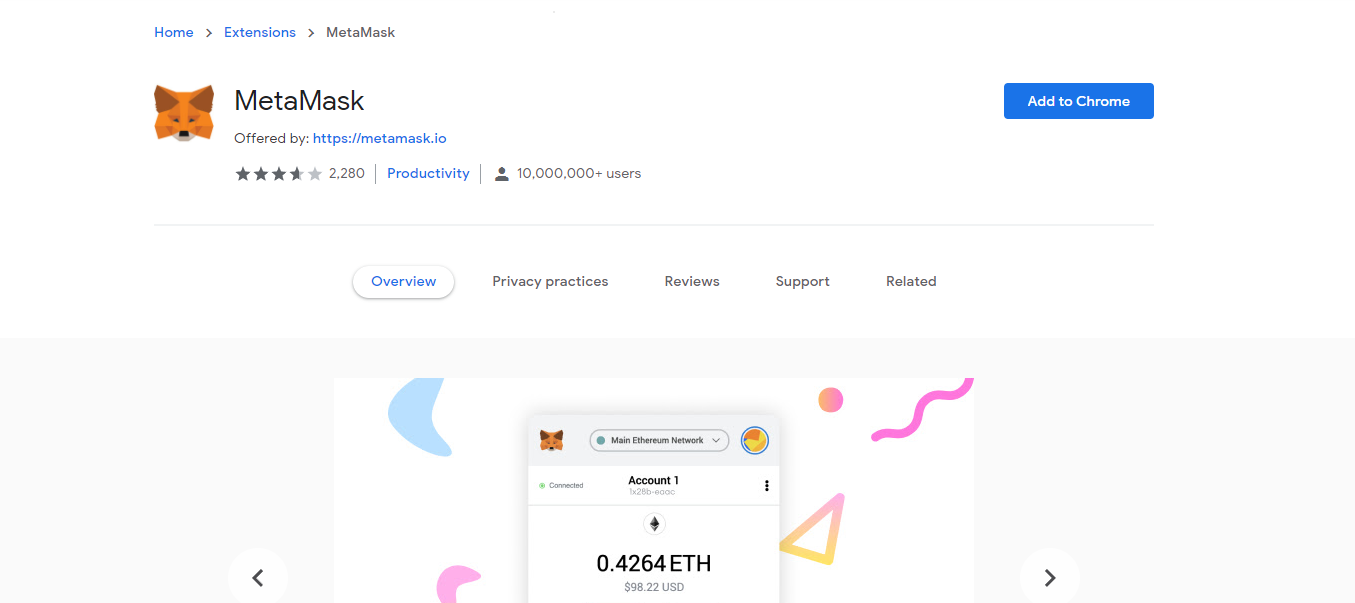 Home > Extensions > MetaMask
MetaMask
Add to Chrome
Offered by: https://metamask.io
2,280 | Productivity | 10,000,000+ users
Overview Privacy practices Reviews Support Related
Main Ethereum Network
Connected
Account 1
1x28b-eaac
0.4264 ETH
$98.22 USD